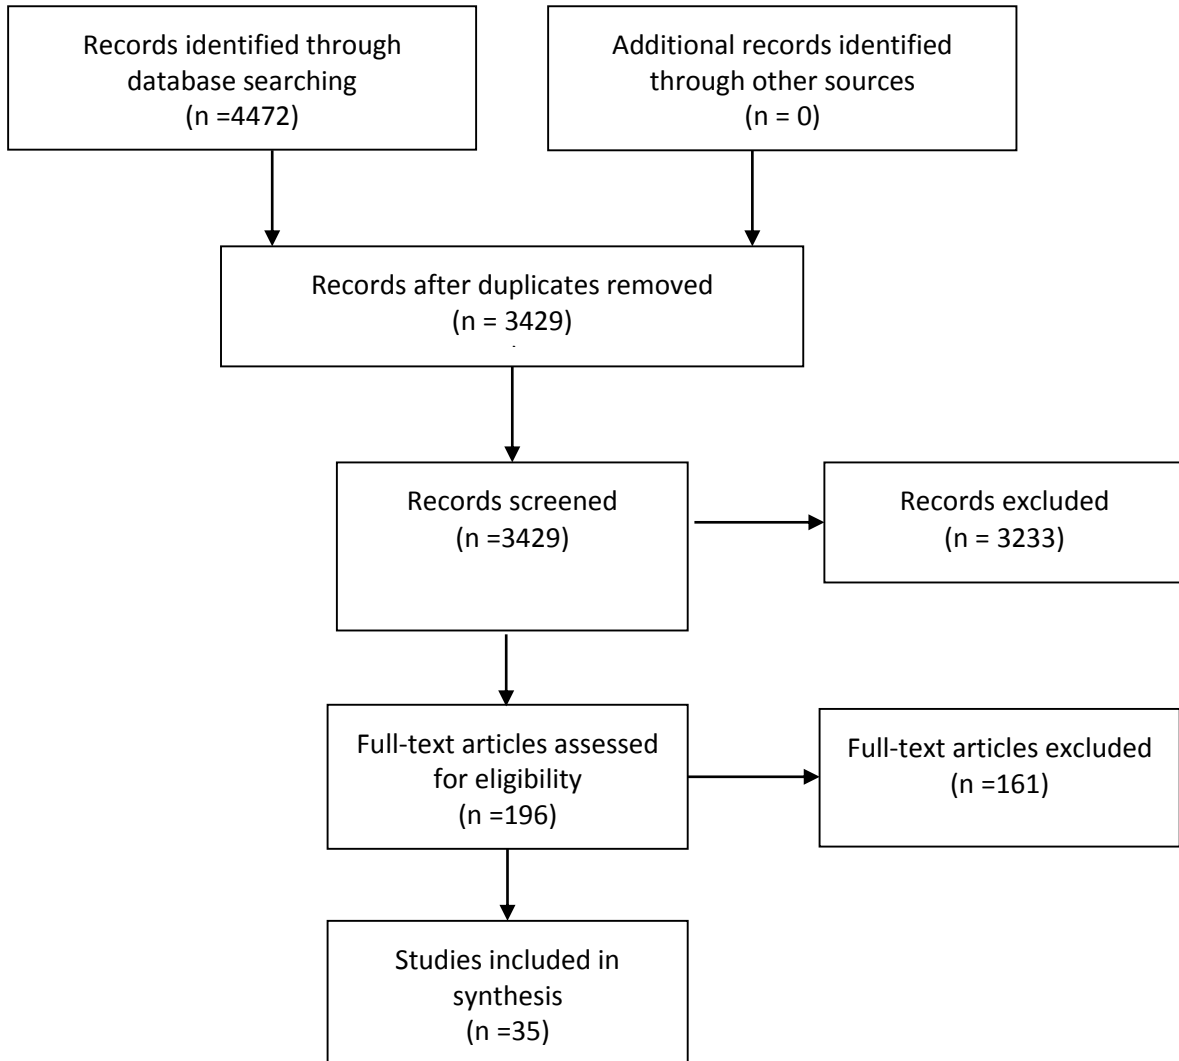 Records identified through
database searching
(n =4472)
Additional records identified
through other sources
(n = 0)
Records after duplicates removed
(n = 3429)
Records screened
(n =3429)
Records excluded
(n = 3233)
Full-text articles assessed
for eligibility
(n =196)
Full-text articles excluded
(n =161)
Studies included in
synthesis
(n =35)